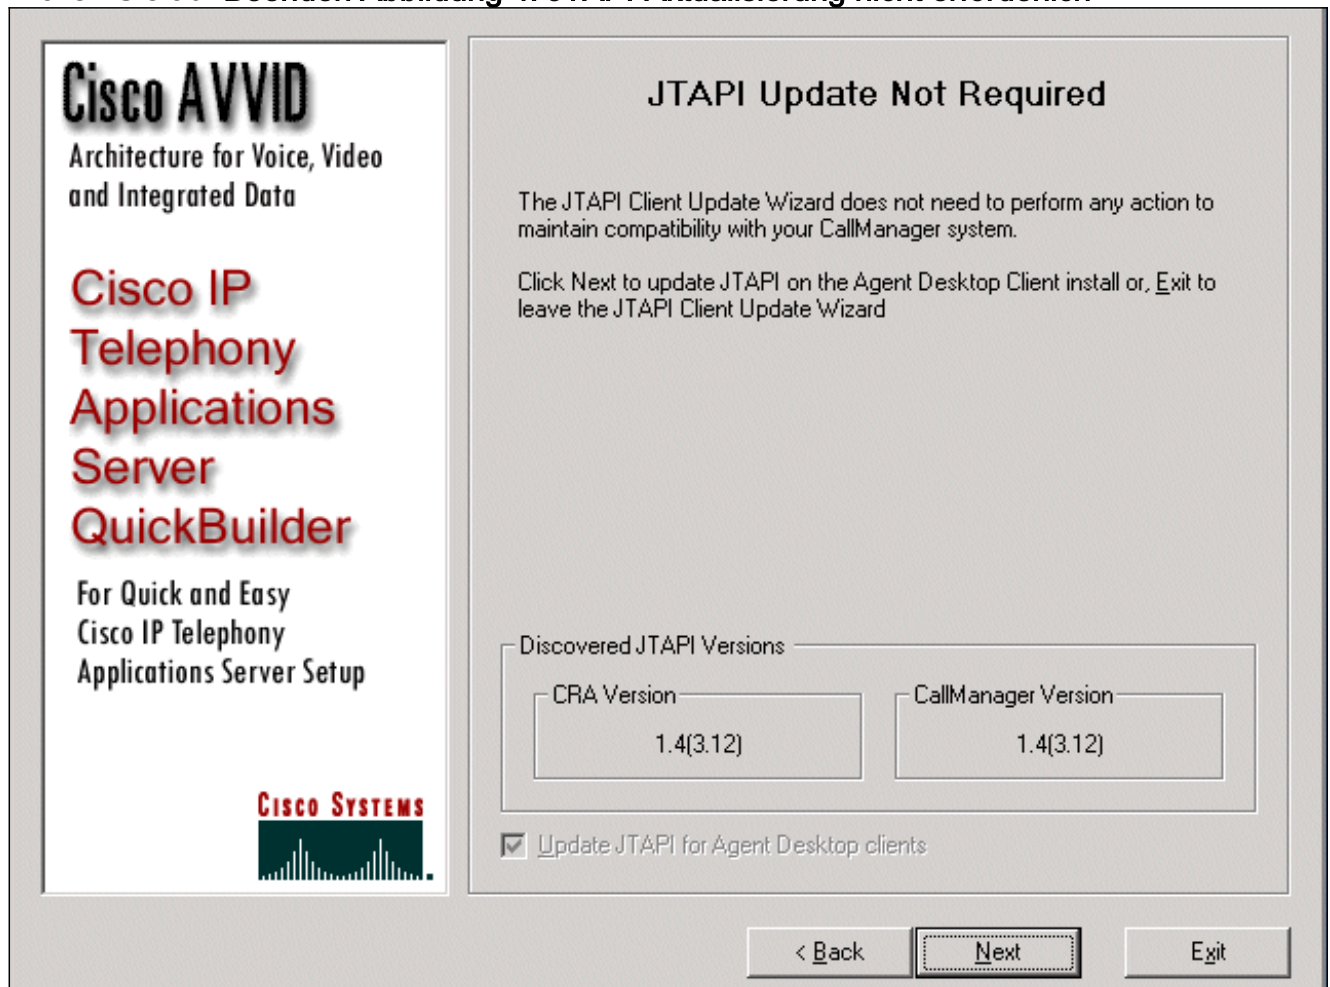 Beenden Abbildung
nicht erforderlich
Cisco AVVID
Architecture for Voice, Video
and Integrated Data
Cisco IP
Telephony
Applications
Server
QuickBuilder
For Quick and Easy
Cisco IP Telephony
Applications Server Setup
CISCO SYSTEMS
JTAPI Update Not Required
The JTAPI Client Update Wizard does not need to perform any action to
maintain compatibility with your CallManager system.
Click Next to update JTAPI on the Agent Desktop Client install or, Exit to
leave the JTAPI Client Update Wizard
Discovered JTAPI Versions
CRA Version
CallManager Version
1.4(3.12)
1.4(3.12)
Update JTAPI for Agent Desktop clients
< Back
Next
Exit